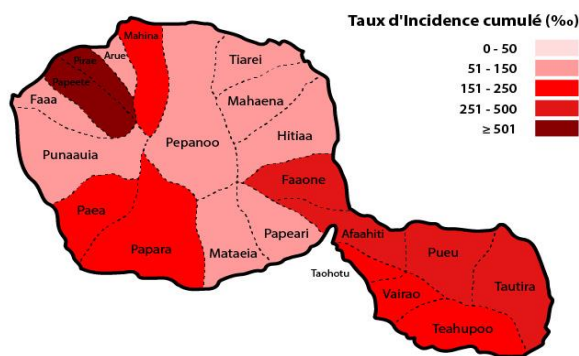 Taux d'Incidence cumulé (‰)
0 - 50
51 - 150
151 - 250
251 - 500
≥ 501
Mahina
Pirae
Arue
Papeete
Tiarei
Faaa
Mahaena
Hitiaa
Pepanoo
Punaauia
Faaone
Paea
Papara
Mataeia
Papeari
Afaahiti
Pueu
Taohotu
Vairao
Tautira
Teahupoo